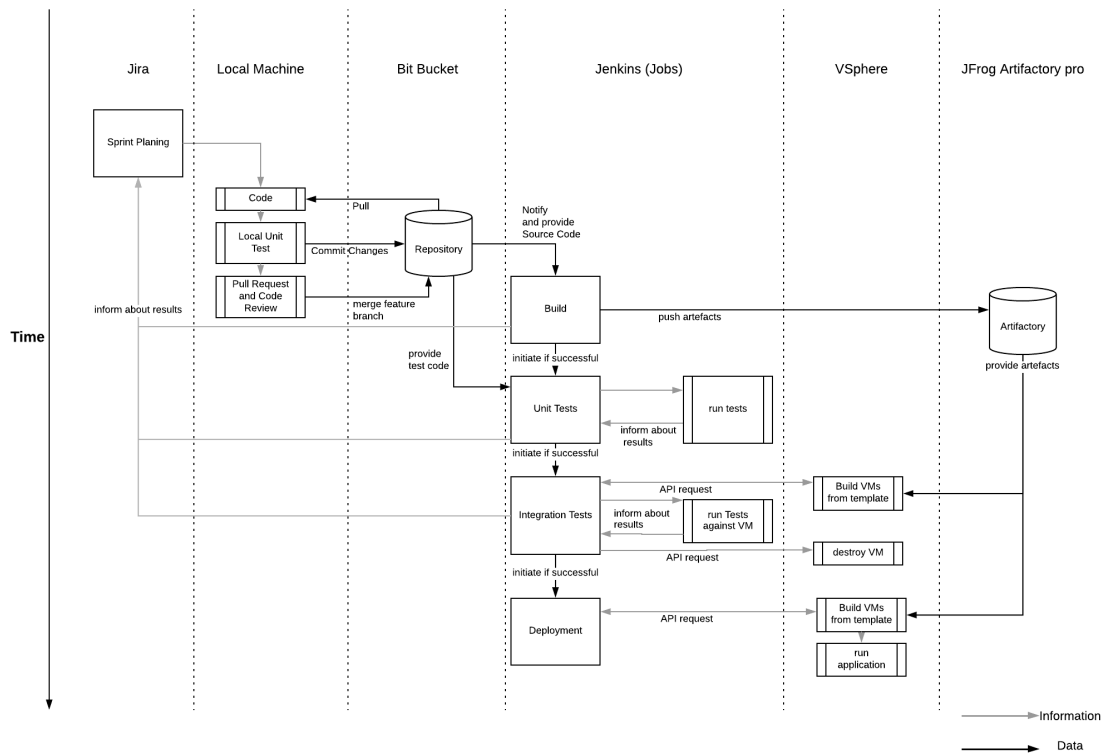 Jira
Local Machine
Bit Bucket
Jenkins (Jobs)
VSphere
JFrog Artifactory pro
Sprint Planing
Code
Pull
Notify
and provide
Source Code
Local Unit
Test
Commit Changes
Repository
Pull Request
and Code
Review
merge feature
branch
inform about results
Build
push artefacts
Artifactory
Time
provide
test code
initiate if successful
provide artefacts
Unit Tests
run tests
inform about
results
initiate if successful
API request
Build VMs
from template
Integration Tests
inform about
results
run Tests
against VM
API request
destroy VM
initiate if successful
Deployment
API request
Build VMs
from template
run
application
Information
Data